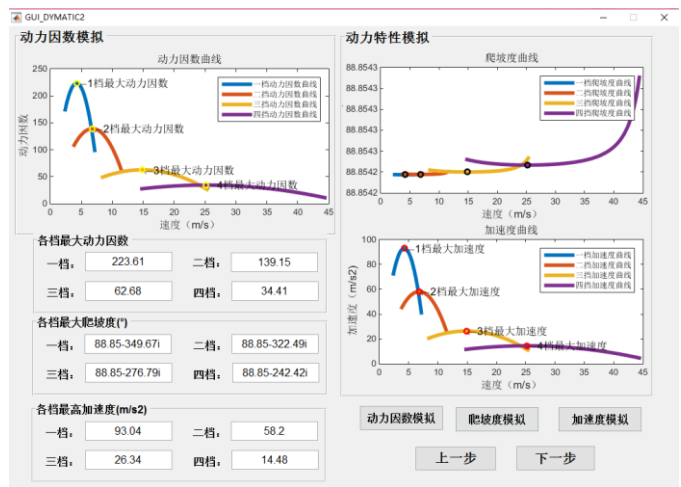 GUI_DYMATIC2
动力因数模拟
动力因数曲线
250
200
150
100
50
0
动力因数
1档最大动力因数
2档最大动力因数
3档最大动力因数
4档最大动力因数
一档动力因数曲线
二档动力因数曲线
三档动力因数曲线
四档动力因数曲线
0 5 10 15 20 25 30 35 40 45
速度（m/s）
各档最大动力因数
一档： 223.61 二档： 139.15
三档： 62.68 四档： 34.41
各档最大爬坡度(°)
一档： 88.85-349.67i 二档： 88.85-322.49i
三档： 88.85-276.79i 四档： 88.85-242.42i
各档最高加速度(m/s2)
一档： 93.04 二档： 58.2
三档： 26.34 四档： 14.48
动力特性模拟
爬坡度曲线
88.8543
88.8543
88.8543
88.8543
88.8542
88.8542
88.8542
一档爬坡度曲线
二档爬坡度曲线
三档爬坡度曲线
四档爬坡度曲线
0 5 10 15 20 25 30 35 40 45
速度（m/s）
加速度曲线
100
80
60
40
20
0
加速度（m/s2）
1档最大加速度
2档最大加速度
3档最大加速度
4档最大加速度
一档加速度曲线
二档加速度曲线
三档加速度曲线
四档加速度曲线
0 5 10 15 20 25 30 35 40 45
速度（m/s）
动力因数模拟 爬坡度模拟 加速度模拟
上一步 下一步